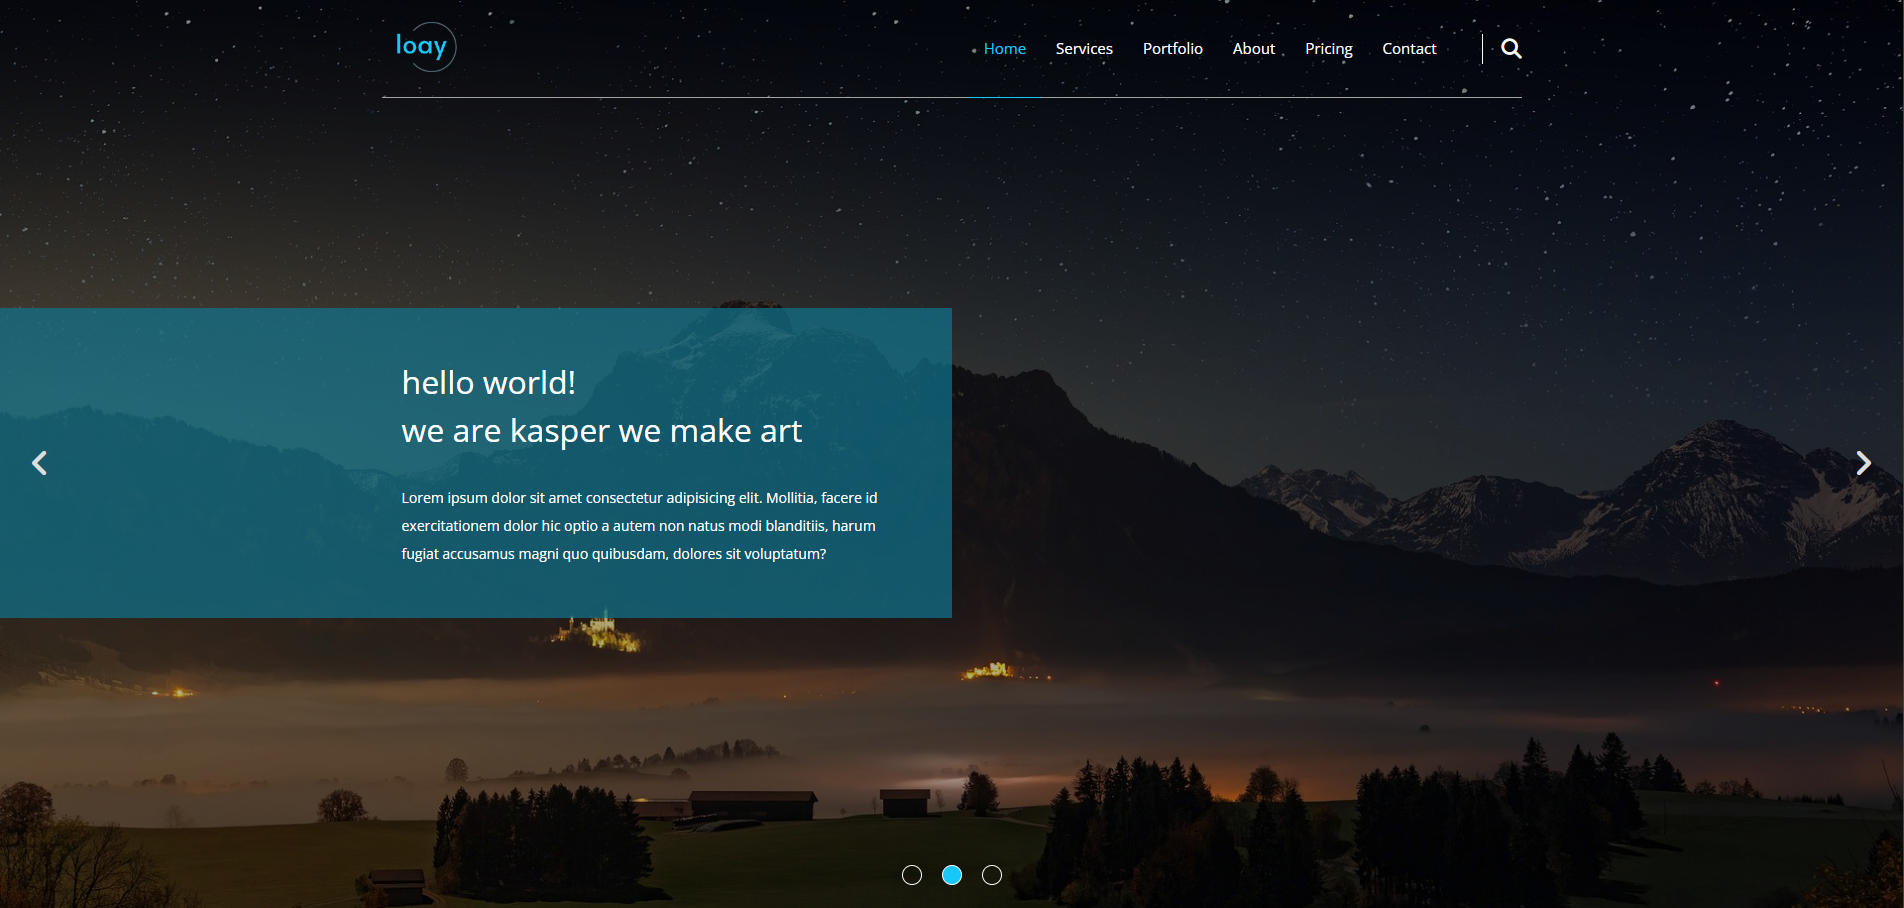 loay
Home Services Portfolio About Pricing Contact
hello world!
we are kasper we make art
Lorem ipsum dolor sit amet consectetur adipisicing elit. Mollitia, facere id
exercitationem dolor hic optio a autem non natus modi blanditiis, harum
fugiat accusamus magni quo quibusdam, dolores sit voluptatum?